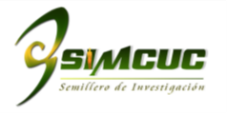 SIMCUC
Semillero de Investigación